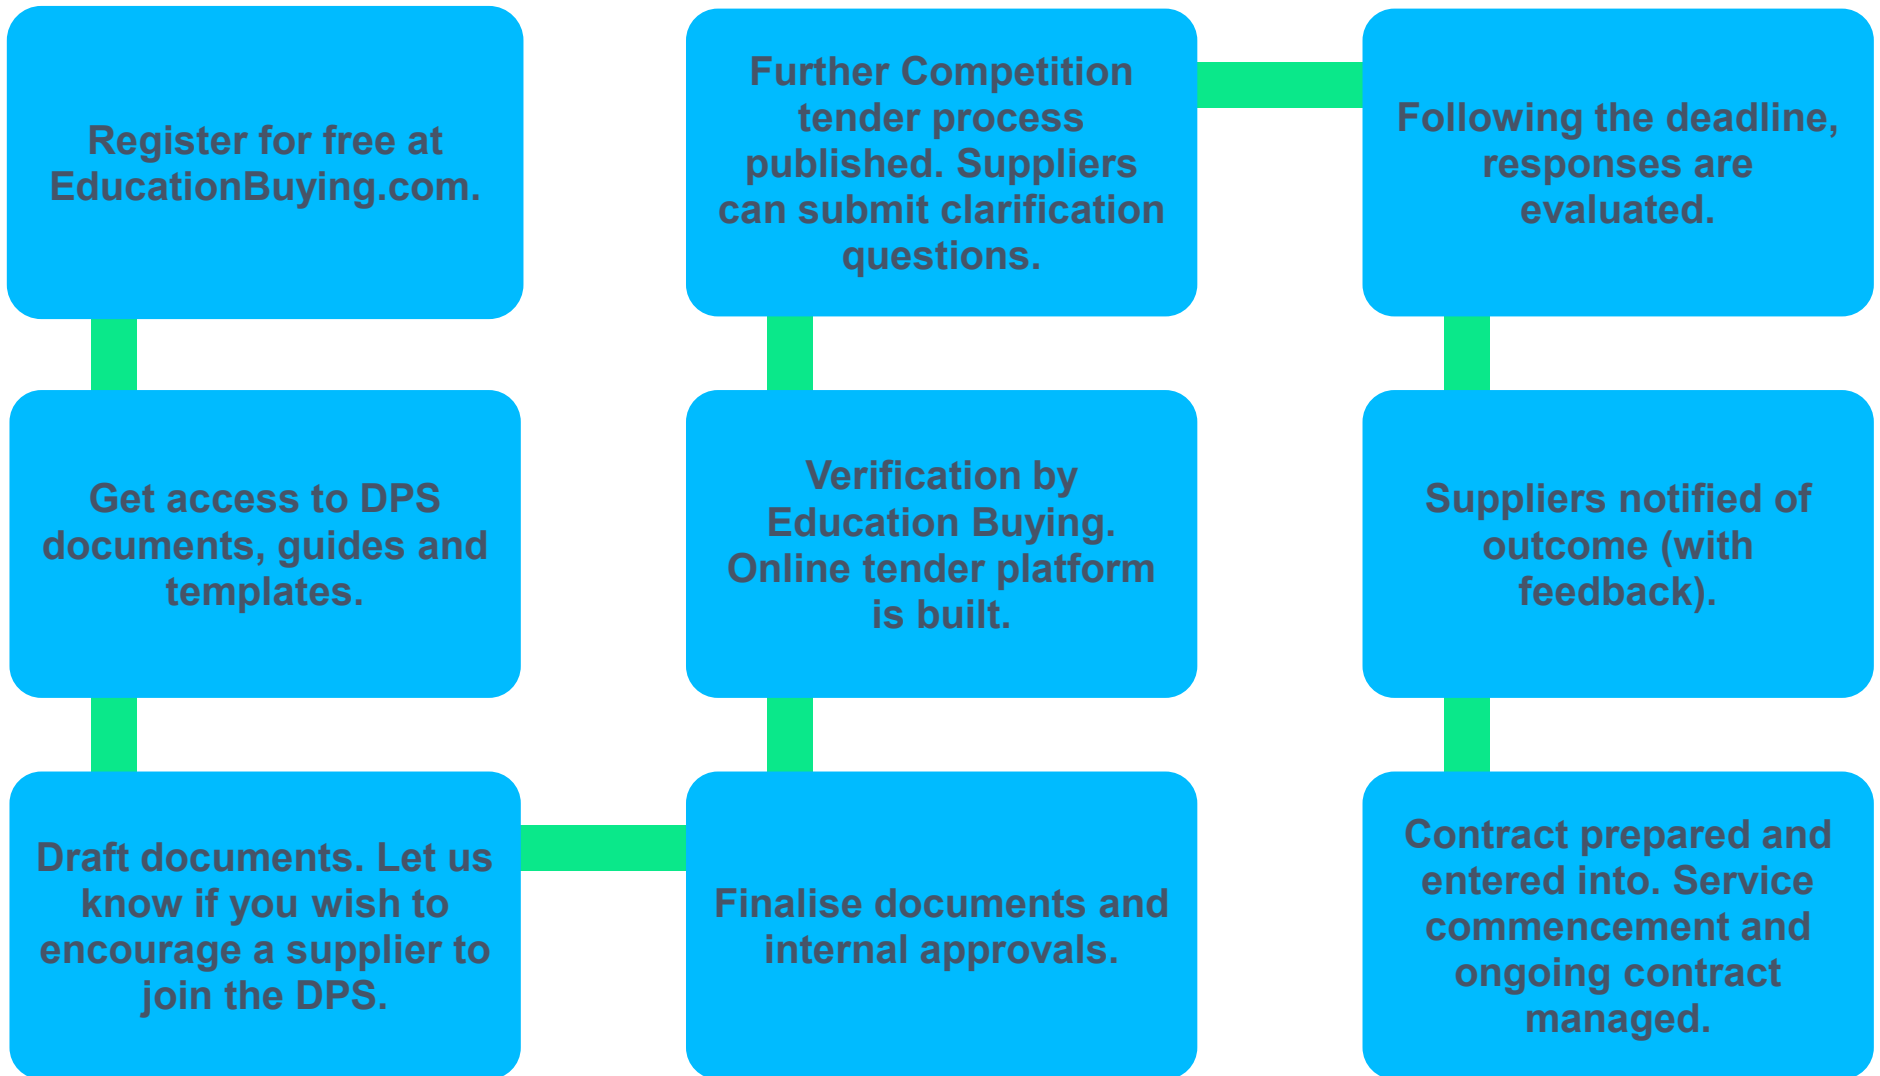 Register for free at
EducationBuying.com.
Get access to DPS
documents, guides and
templates.
Draft documents. Let us
know if you wish to
encourage a supplier to
join the DPS.
Finalise documents and
internal approvals.
Verification by
Education Buying.
Online tender platform
is built.
Further Competition
tender process
published. Suppliers
can submit clarification
questions.
Following the deadline,
responses are
evaluated.
Suppliers notified of
outcome (with
feedback).
Contract prepared and
entered into. Service
commencement and
ongoing contract
managed.